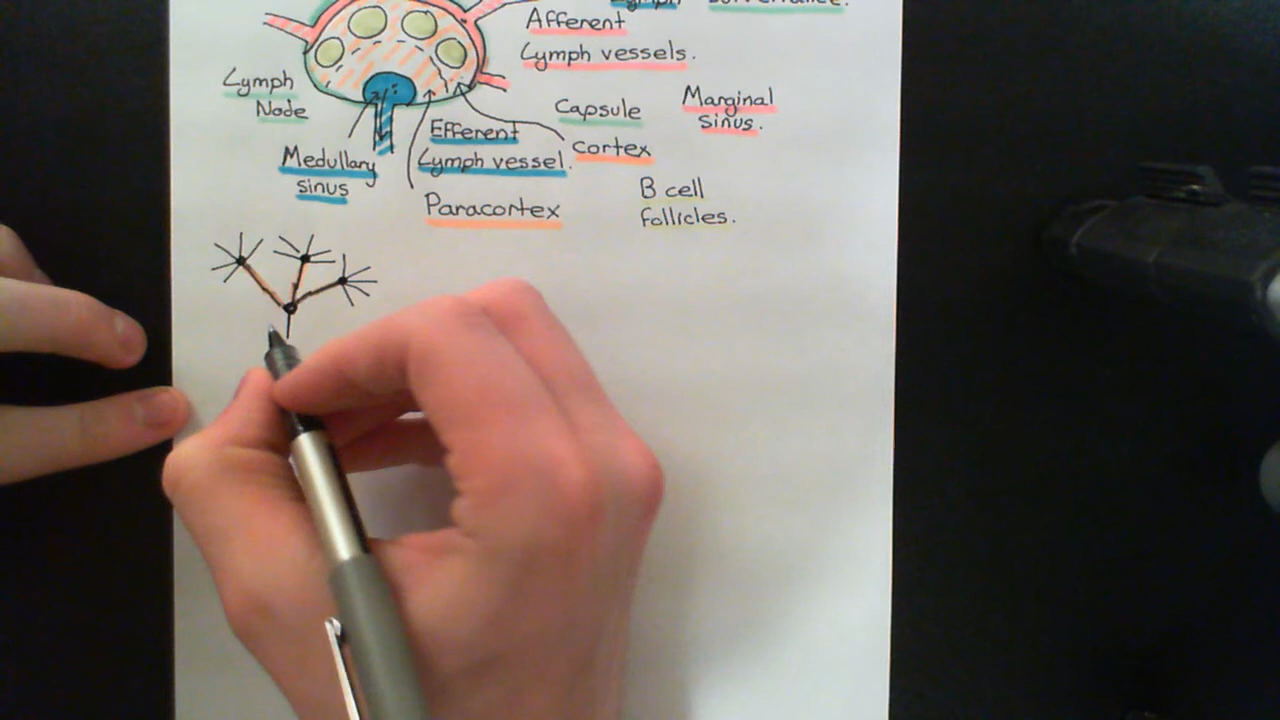 Afferent
Lymph vessels.
Lymph
Node
Capsule
Marginal
sinus.
Efferent
Lymph vessel.
Cortex
Medullary
sinus
Paracortex
B cell
follicles.